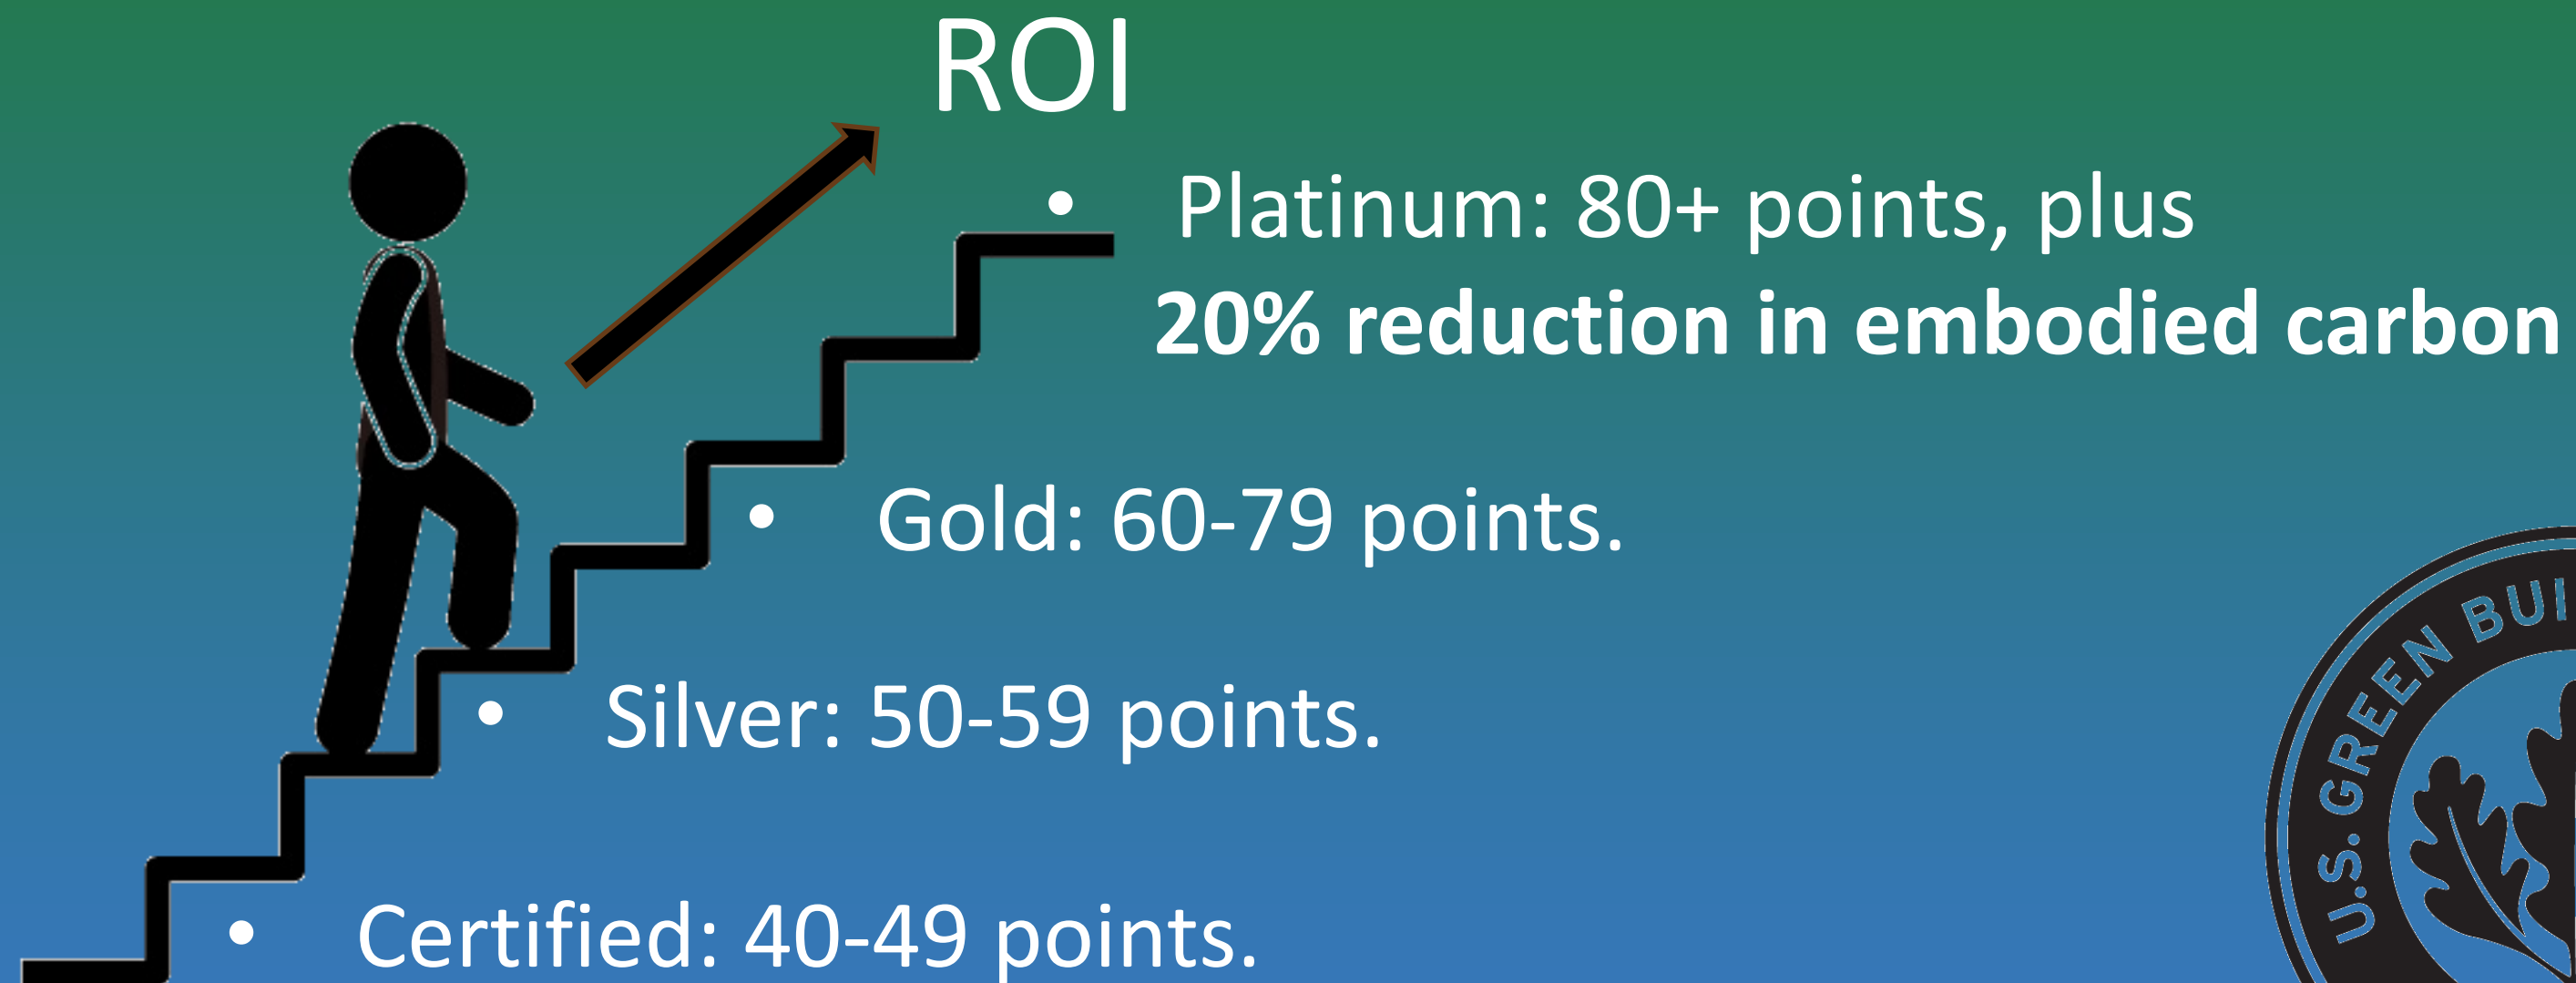 ROI
• Platinum: 80+ points, plus
20% reduction in embodied carbon
• Gold: 60-79 points.
• Silver: 50-59 points.
• Certified: 40-49 points.
U.S. GREEN BUI